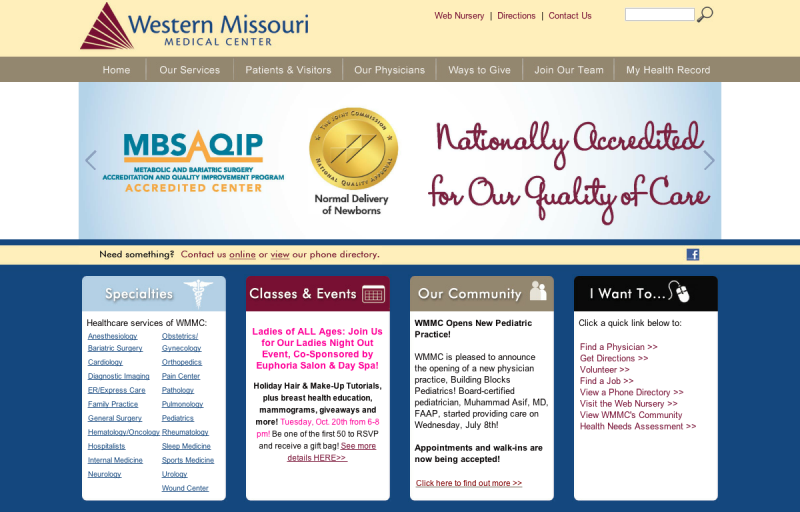 Western Missouri
MEDICAL CENTER
Web Nursery | Directions | Contact Us
Home
Our Services
Patients & Visitors
Our Physicians
Ways to Give
Join Our Team
My Health Record
MBSAQIP
METABOLIC AND BARIATRIC SURGERY
ACCREDITATION AND QUALITY IMPROVEMENT PROGRAM
ACCREDITED CENTER
The Joint Commission
National Quality Approval
Normal Delivery
of Newborns
Nationally Accredited
for Our Quality of Care
Need something? Contact us online or view our phone directory.
f
Specialties
Healthcare services of WMMC:
Anesthesiology
Bariatric Surgery
Cardiology
Diagnostic Imaging
ER/Express Care
Family Practice
General Surgery
Hematology/Oncology
Hospitalists
Internal Medicine
Neurology
Obstetrics/
Gynecology
Orthopedics
Pain Center
Pathology
Pulmonology
Pediatrics
Rheumatology
Sleep Medicine
Sports Medicine
Urology
Wound Center
Classes & Events
Ladies of ALL Ages: Join Us
for Our Ladies Night Out
Event, Co-Sponsored by
Euphoria Salon & Day Spa!
Holiday Hair & Make-Up Tutorials,
plus breast health education,
mammograms, giveaways and
more! Tuesday, Oct. 20th from 6-8
pm! Be one of the first 50 to RSVP
and receive a gift bag! See more
details HERE>>
Our Community
WMMC Opens New Pediatric
Practice!
WMMC is pleased to announce
the opening of a new physician
practice, Building Blocks
Pediatrics! Board-certified
pediatrician, Muhammad Asif, MD,
FAAP, started providing care on
Wednesday, July 8th!
Appointments and walk-ins are
now being accepted!
Click here to find out more >>
I Want To...
Click a quick link below to:
Find a Physician >>
Get Directions >>
Volunteer >>
Find a Job >>
View a Phone Directory >>
Visit the Web Nursery >>
View WMMC's Community
Health Needs Assessment >>